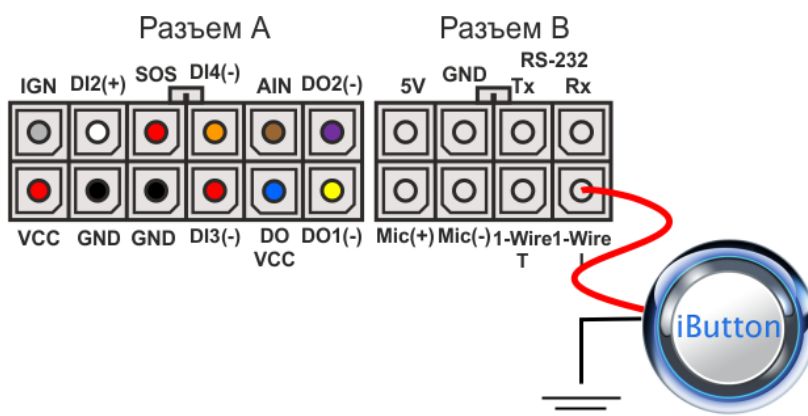 Разъем А
Разъем В
IGN DI2(+) SOS DI4(-) AIN DO2(-)
5V GND RS-232
Tx Rx
VCC GND GND DI3(-) DO VCC DO1(-)
Mic(+) Mic(-) 1-Wire T 1-Wire I
iButton